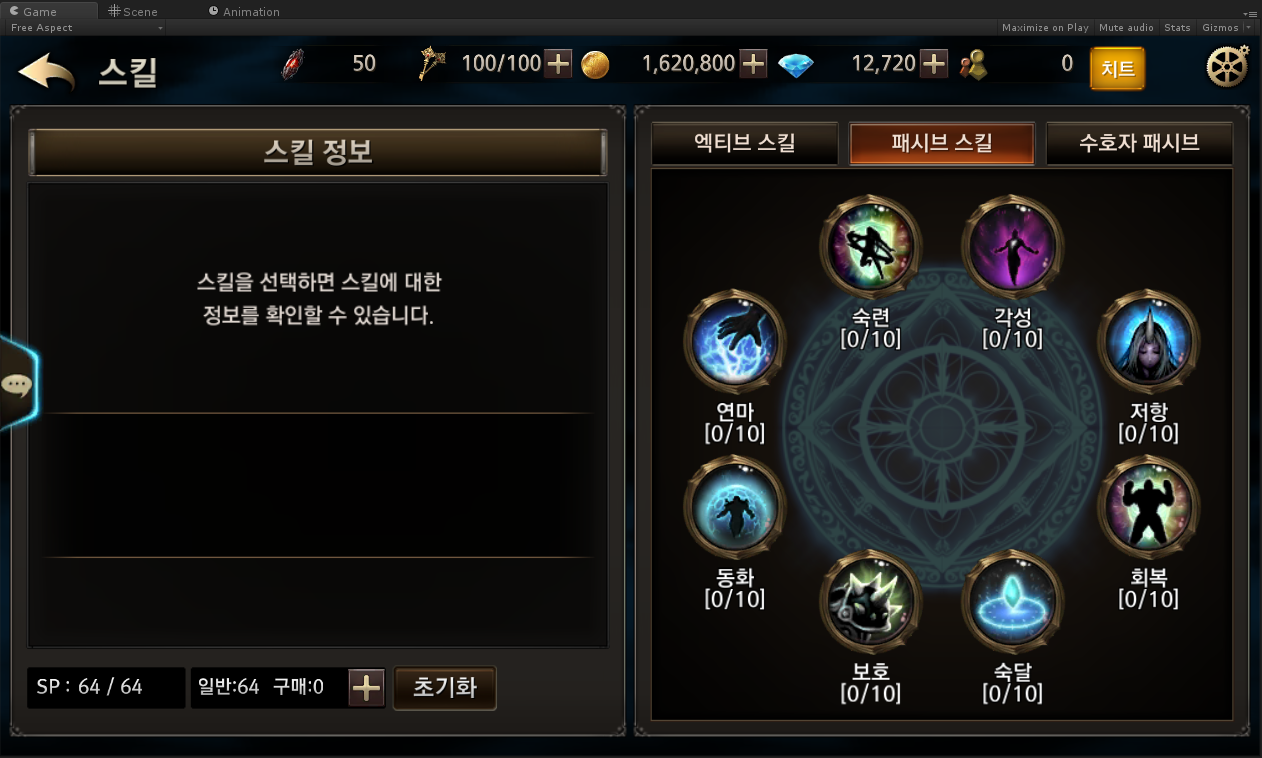 Game Scene Animation
Free Aspect Maximize on Play Mute audio Stats Gizmos
스킬 50 100/100 1,620,800 12,720 0 치트
스킬 정보
스킬을 선택하면 스킬에 대한
정보를 확인할 수 있습니다.
SP : 64 / 64 일반:64 구매:0 초기화
엑티브 스킬 패시브 스킬 수호자 패시브
숙련
[0/10]
각성
[0/10]
연마
[0/10]
저항
[0/10]
동화
[0/10]
회복
[0/10]
보호
[0/10]
숙달
[0/10]